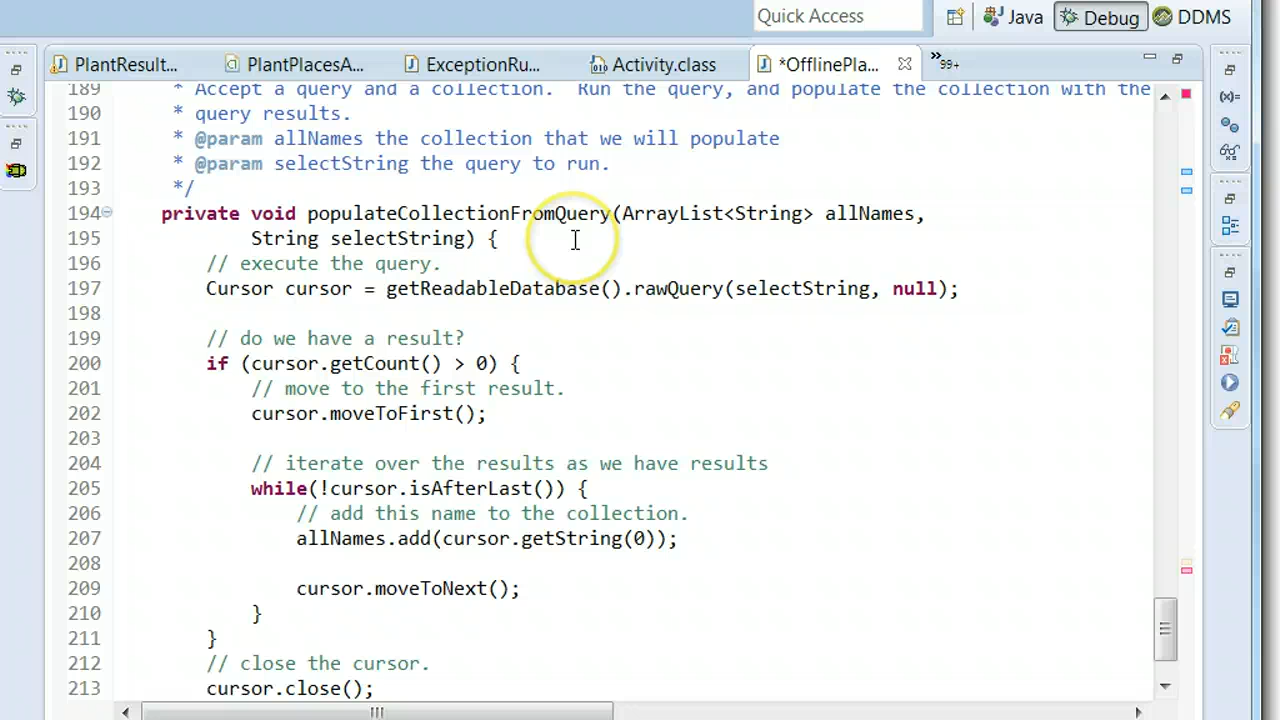 Quick Access
Java
Debug
DDMS
PlantResult...
PlantPlacesA...
ExceptionRu...
Activity.class
*OfflinePla...
»99+
(x)=
189 * Accept a query and a collection.  Run the query, and populate the collection with the
190 * query results.
191 * @param allNames the collection that we will populate
192 * @param selectString the query to run.
193 */
194 private void populateCollectionFromQuery(ArrayList<String> allNames,
195 String selectString) {
196 // execute the query.
197 Cursor cursor = getReadableDatabase().rawQuery(selectString, null);
198
199 // do we have a result?
200 if (cursor.getCount() > 0) {
201 // move to the first result.
202 cursor.moveToFirst();
203
204 // iterate over the results as we have results
205 while(!cursor.isAfterLast()) {
206 // add this name to the collection.
207 allNames.add(cursor.getString(0));
208
209 cursor.moveToNext();
210 }
211 }
212 // close the cursor.
213 cursor.close();